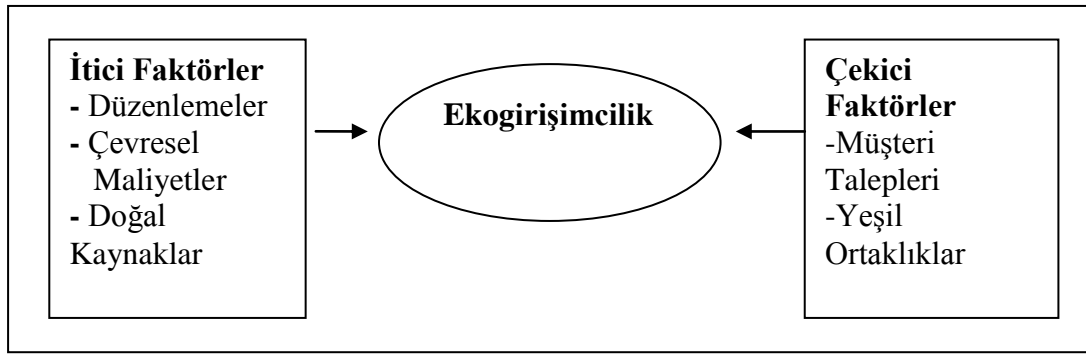 İtici Faktörler
- Düzenlemeler
- Çevresel
Maliyetler
- Doğal
Kaynaklar
Ekogirişimcilik
Çekici
Faktörler
-Müşteri
Talepleri
-Yeşil
Ortaklıklar